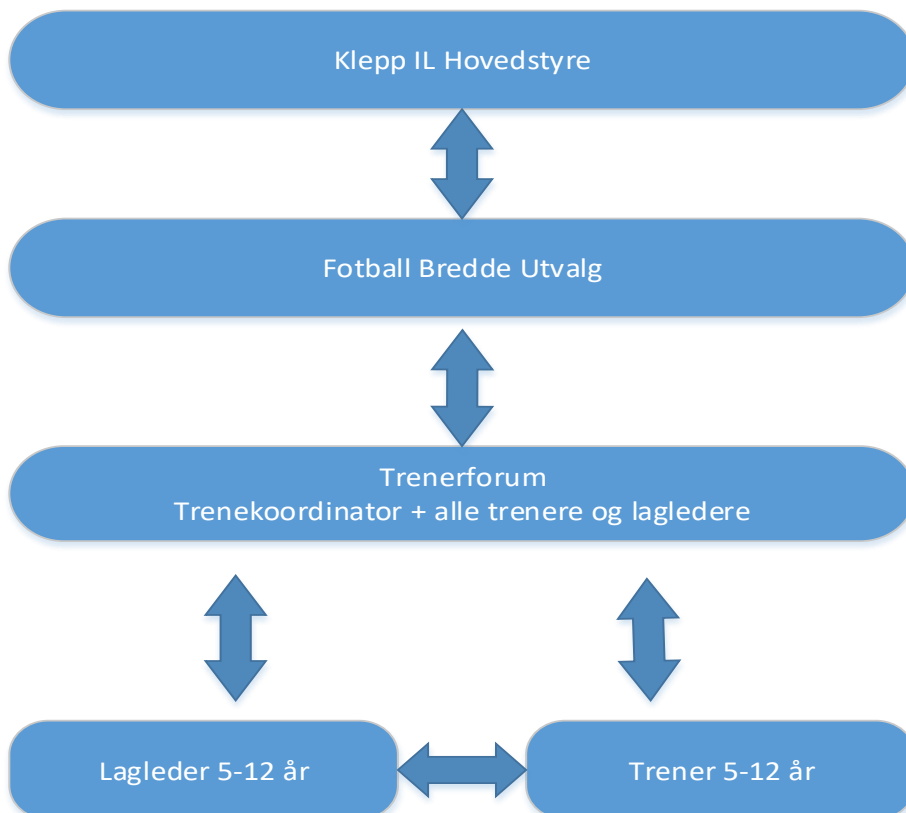 Klepp IL Hovedstyre
Fotball Bredde Utvalg
Trenerforum
Trenekoordinator + alle trenere og lagledere
Lagleder 5-12 år
Trener 5-12 år